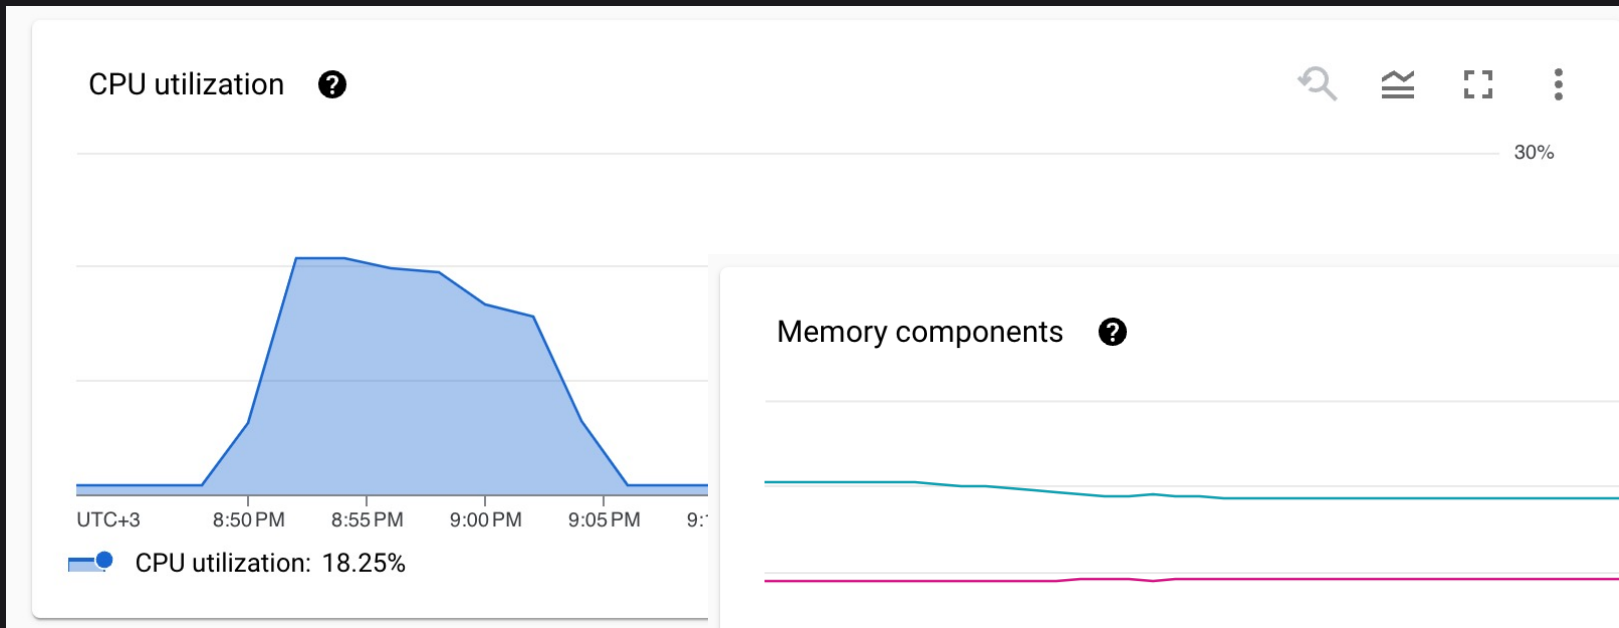 CPU utilization
30%
UTC+3 8:50 PM 8:55 PM 9:00 PM 9:05 PM
CPU utilization: 18.25%
Memory components